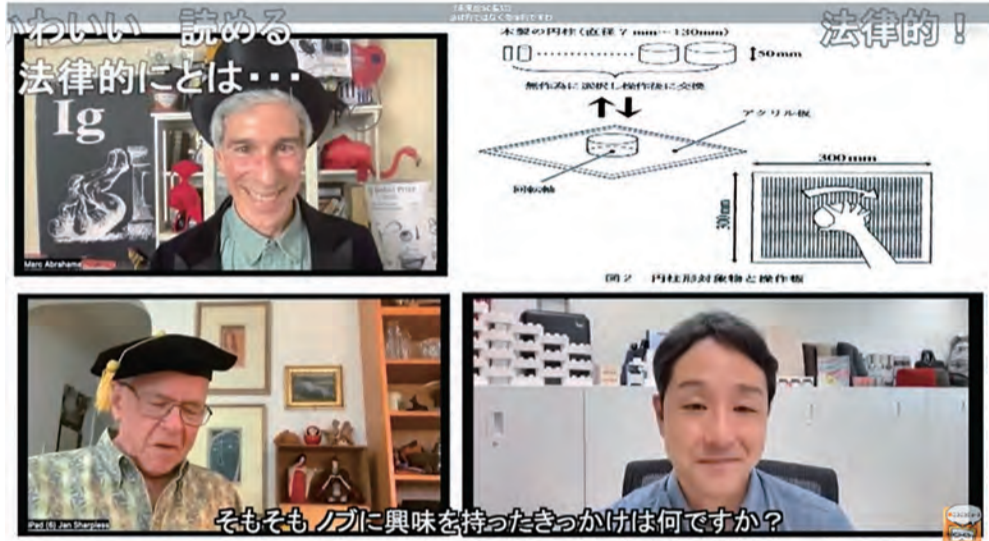 かわいい 読める
法律的！
法律的にとは・・・
Ig
Marc Abrahams
木製の円柱（直径7mm－130mm）
50mm
無作為に選択し操作後に交換
アクリル板
回転軸
300mm
300mm
図2 円柱形対象物と操作板
iPad (6) Jan Sharpless
そもそも ノブに興味を持ったきっかけは何ですか？